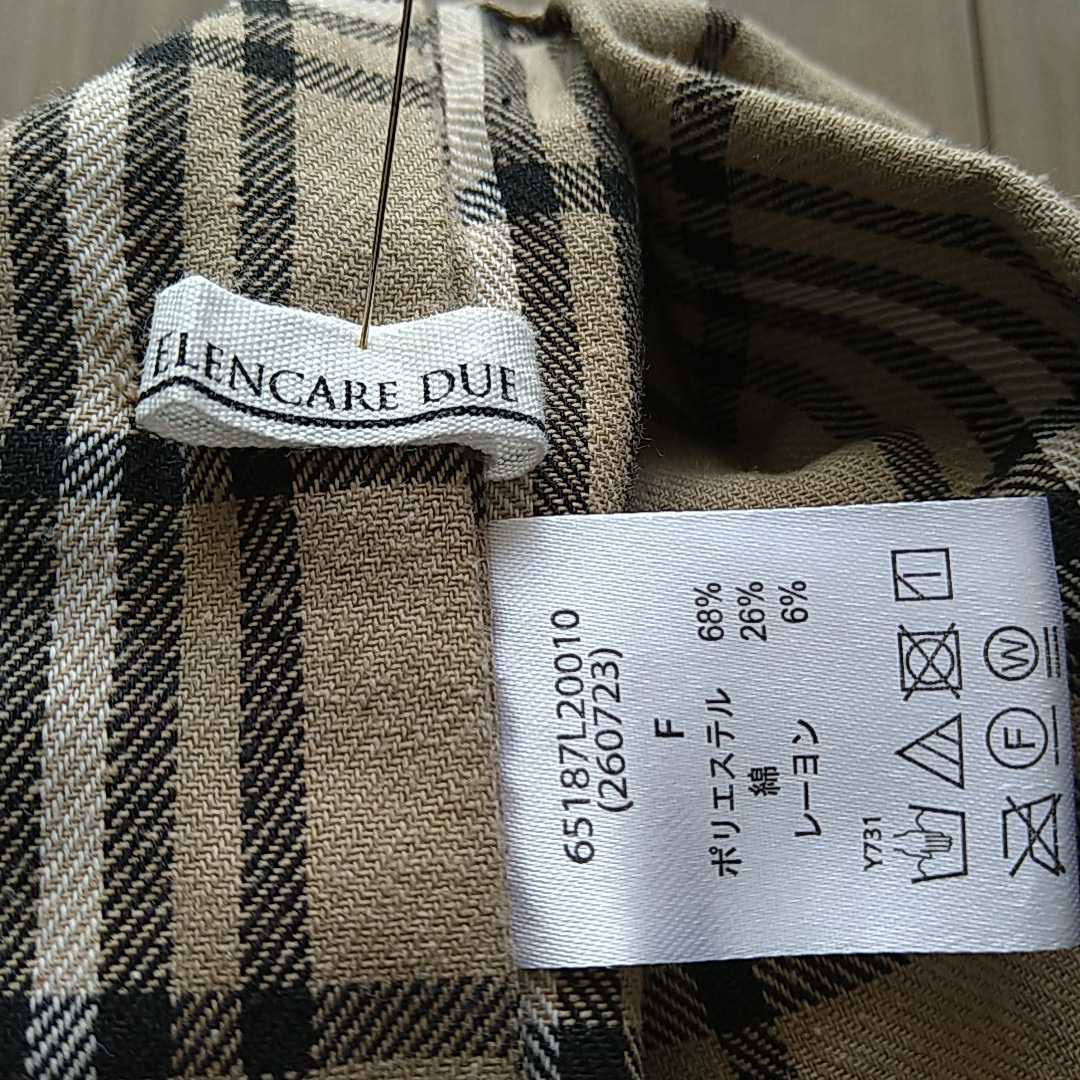 ELENCARE DUE
65187L20010
(260723)
F
ポリエステル 68%
綿 26%
レーヨン 6%
Y731
F W